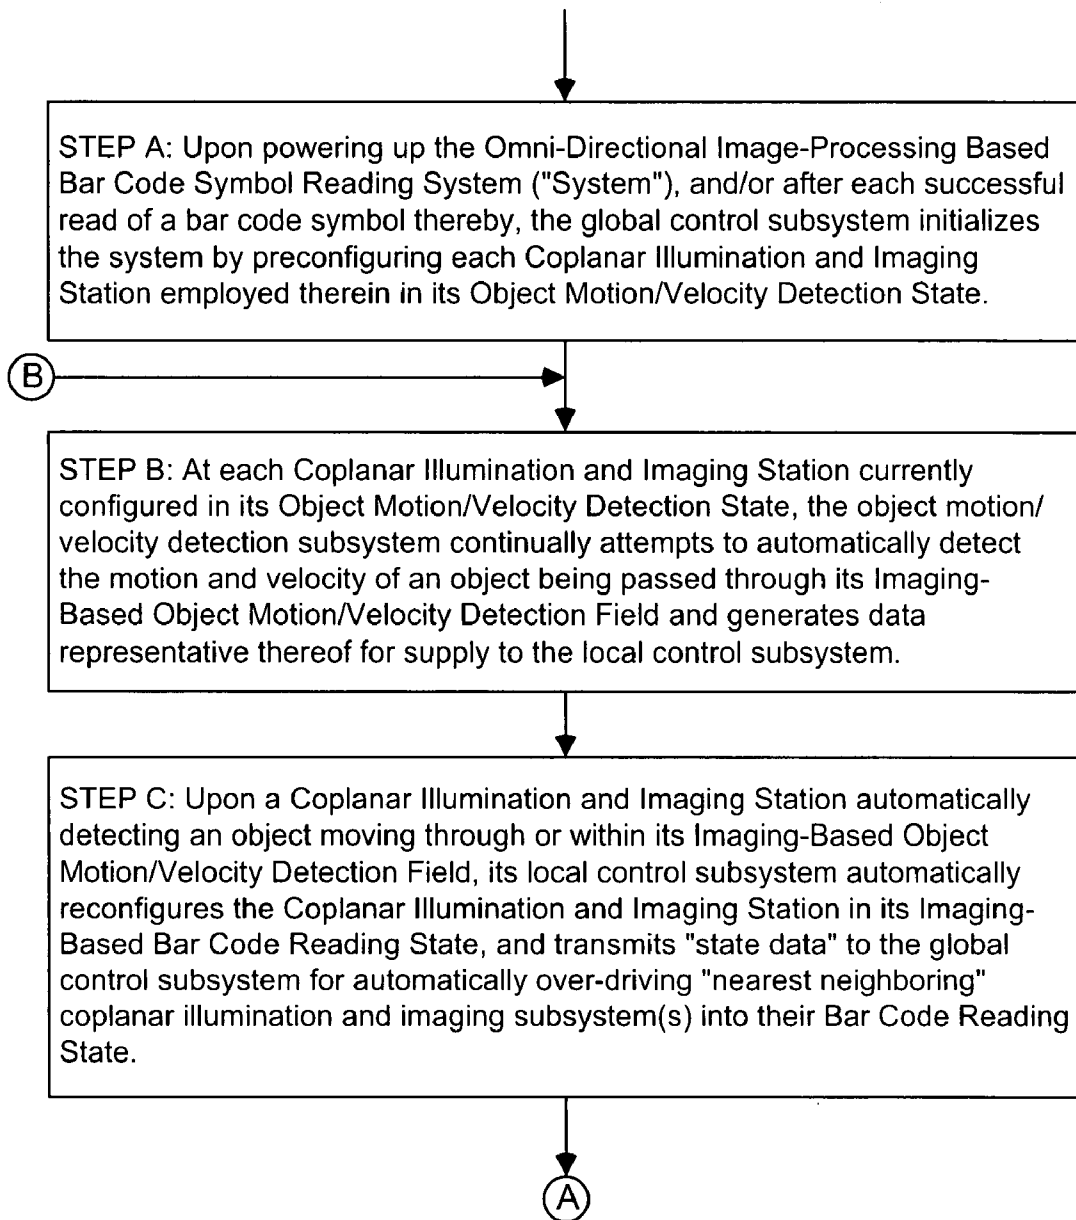 STEP A: Upon powering up the Omni-Directional Image-Processing Based
Bar Code Symbol Reading System ("System"), and/or after each successful
read of a bar code symbol thereby, the global control subsystem initializes
the system by preconfiguring each Coplanar Illumination and Imaging
Station employed therein in its Object Motion/Velocity Detection State.
B
STEP B: At each Coplanar Illumination and Imaging Station currently
configured in its Object Motion/Velocity Detection State, the object motion/
velocity detection subsystem continually attempts to automatically detect
the motion and velocity of an object being passed through its Imaging-
Based Object Motion/Velocity Detection Field and generates data
representative thereof for supply to the local control subsystem.
STEP C: Upon a Coplanar Illumination and Imaging Station automatically
detecting an object moving through or within its Imaging-Based Object
Motion/Velocity Detection Field, its local control subsystem automatically
reconfigures the Coplanar Illumination and Imaging Station in its Imaging-
Based Bar Code Reading State, and transmits "state data" to the global
control subsystem for automatically over-driving "nearest neighboring"
coplanar illumination and imaging subsystem(s) into their Bar Code Reading
State.
A